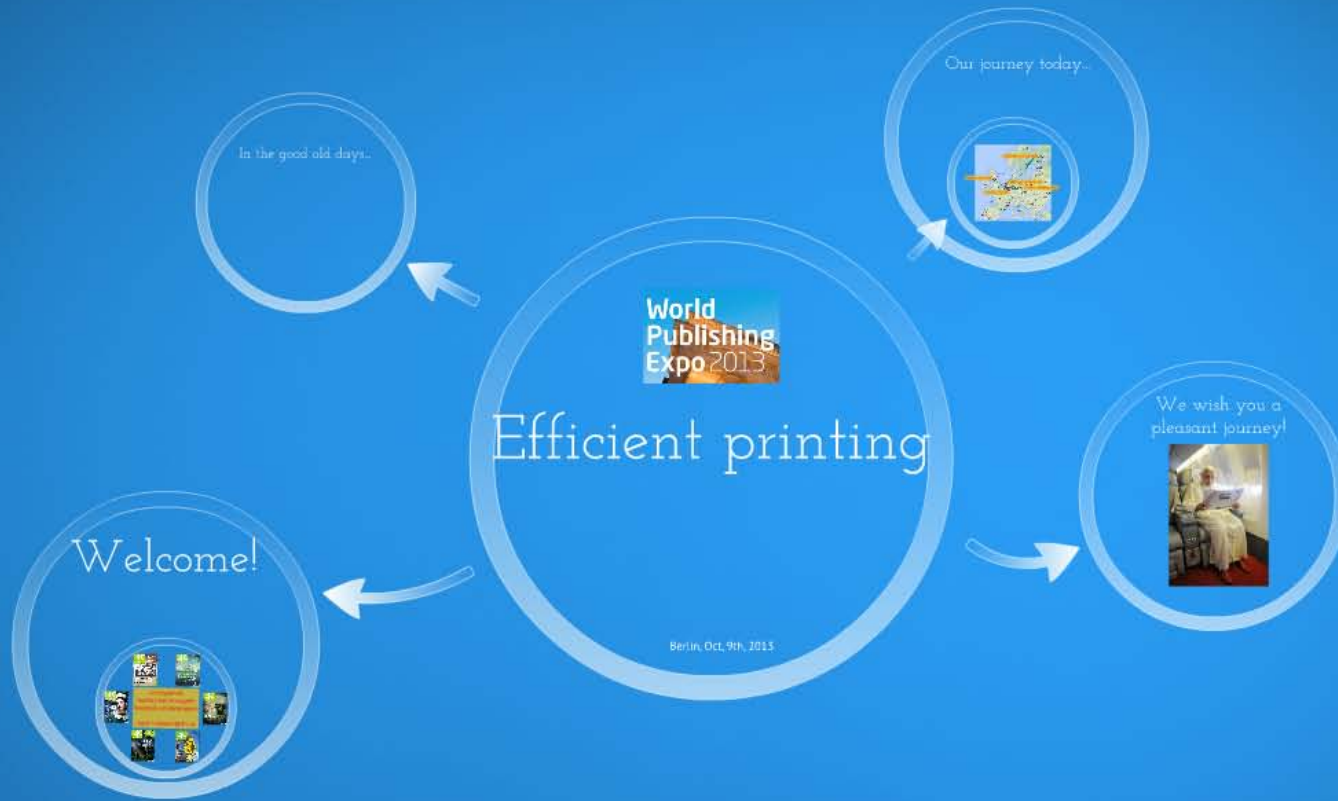 In the good old days...
Our journey today...
World
Publishing
Expo 2013
Efficient printing
We wish you a
pleasant journey!
Welcome!
Berlin, Oct, 9th, 2013